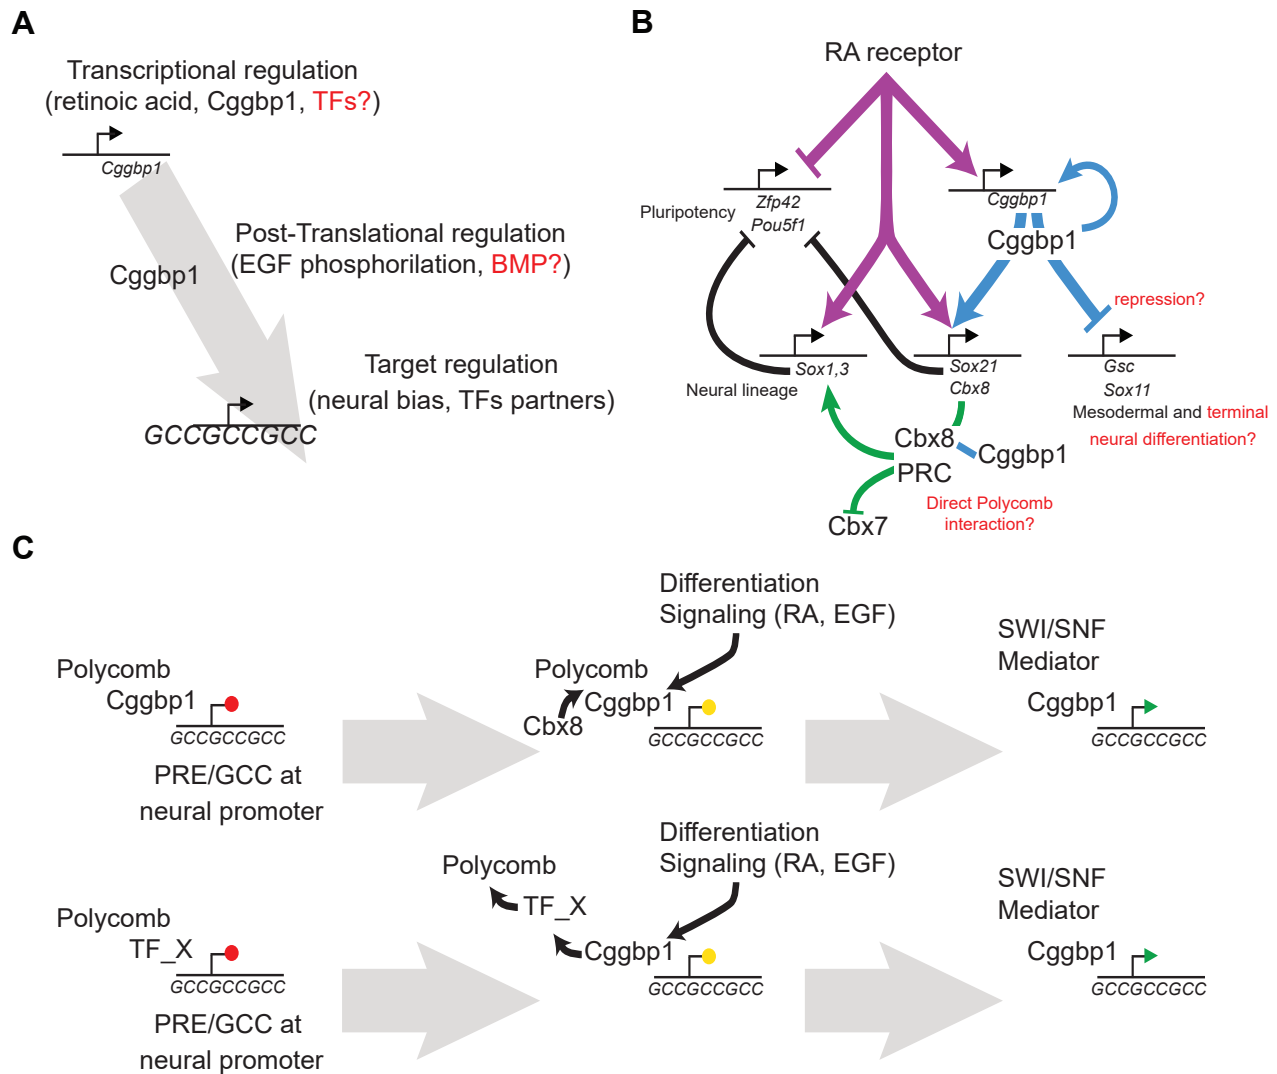 A
Transcriptional regulation
(retinoic acid, Cggbp1, TFs?)
Cggbp1
Post-Translational regulation
(EGF phosphorilation, BMP?)
Cggbp1
Target regulation
(neural bias, TFs partners)
GCCGCCGCC
B
RA receptor
Zfp42
Pou5f1
Pluripotency
Cggbp1
Cggbp1
repression?
Sox1,3
Neural lineage
Sox21
Cbx8
Gsc
Sox11
Mesodermal and terminal
neural differentiation?
Cbx8
PRC
Cggbp1
Direct Polycomb
interaction?
Cbx7
C
Polycomb
Cggbp1
GCCGCCGCC
PRE/GCC at
neural promoter
Differentiation
Signaling (RA, EGF)
Polycomb
Cggbp1
Cbx8
GCCGCCGCC
SWI/SNF
Mediator
Cggbp1
GCCGCCGCC
Polycomb
TF_X
GCCGCCGCC
PRE/GCC at
neural promoter
Differentiation
Signaling (RA, EGF)
Polycomb
TF_X
Cggbp1
GCCGCCGCC
SWI/SNF
Mediator
Cggbp1
GCCGCCGCC